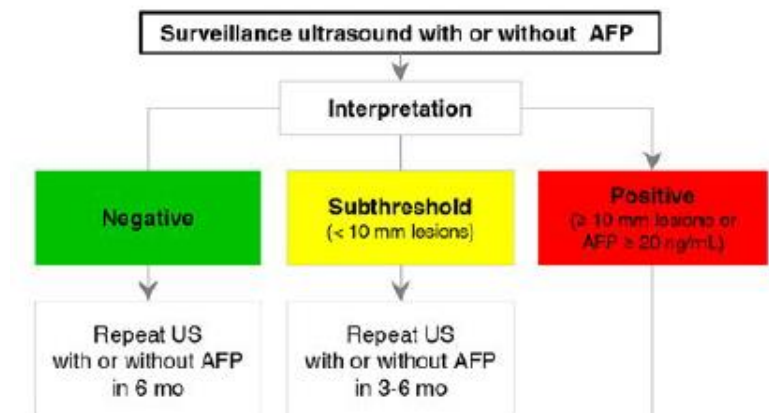 Surveillance ultrasound with or without AFP
Interpretation
Negative
Subthreshold
(< 10 mm lesions)
Positive
(≥ 10 mm lesions or
AFP ≥ 20 ng/mL)
Repeat US
with or without AFP
in 6 mo
Repeat US
with or without AFP
in 3-6 mo